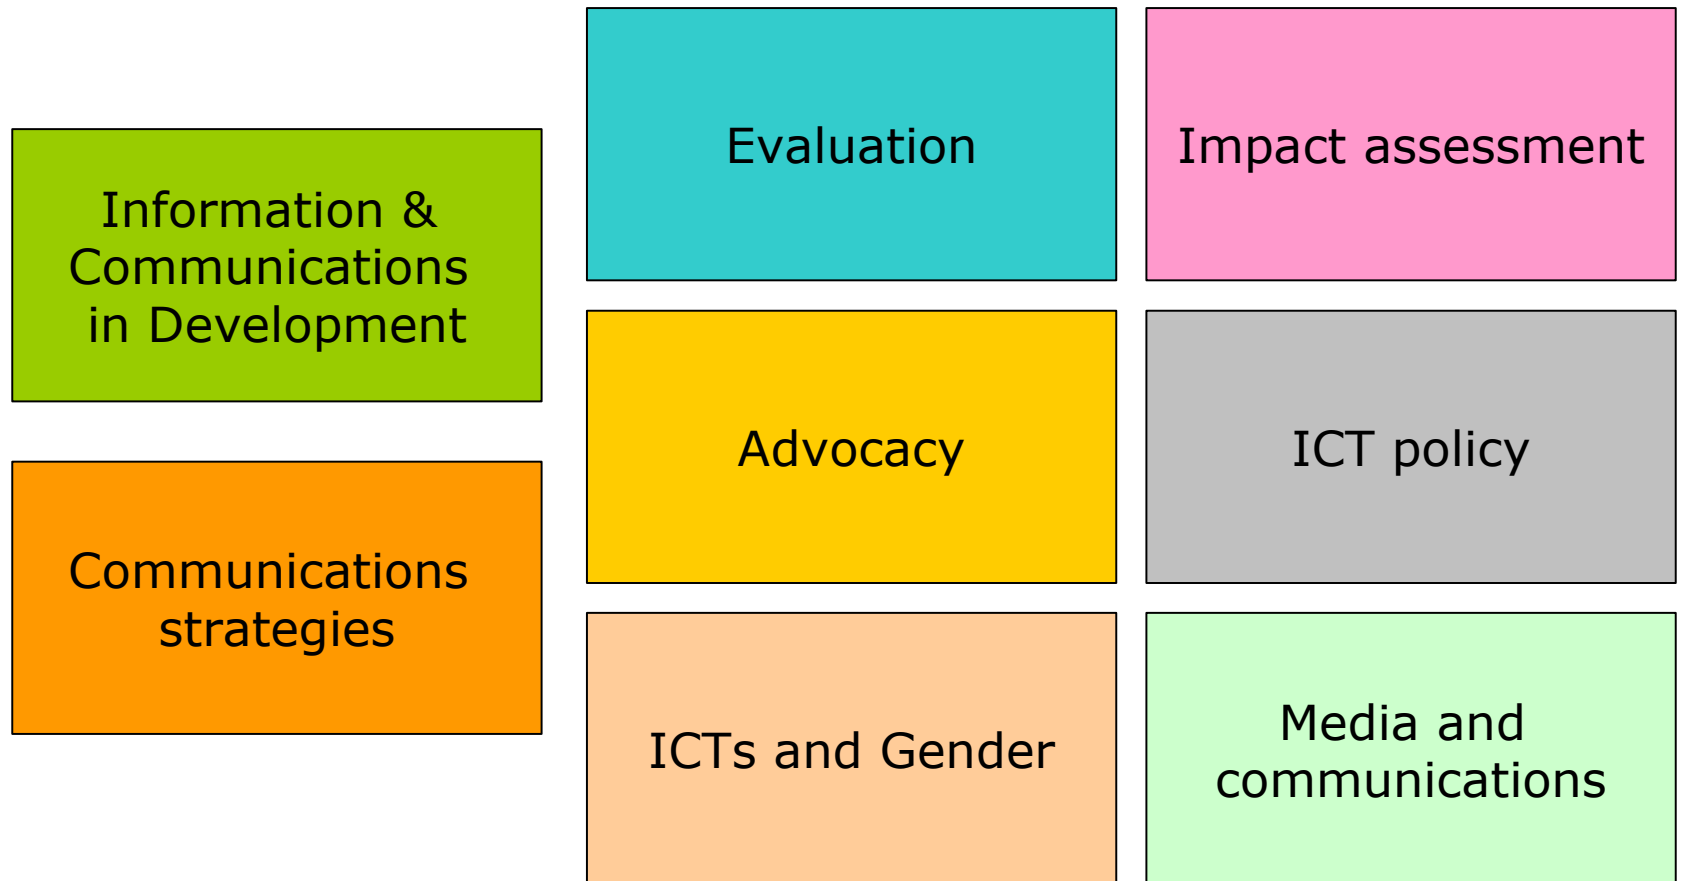 Information &
Communications
in Development
Communications
strategies
Evaluation
Impact assessment
Advocacy
ICT policy
ICTs and Gender
Media and
communications